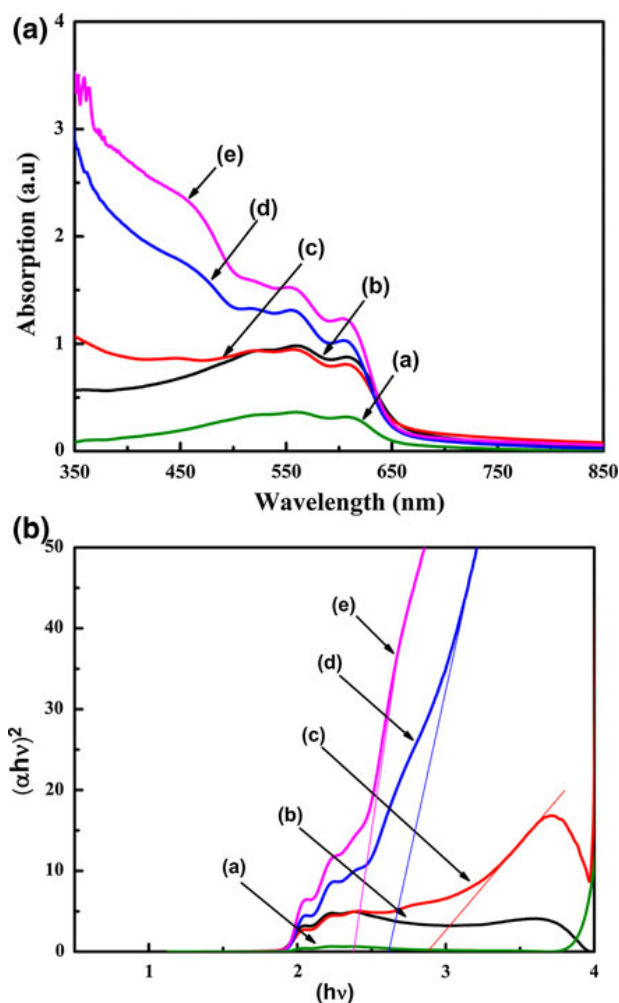 (a)
4
3
2
1
0
Absorption (a.u)
(e)
(d)
(c)
(b)
(a)
350 450 550 650 750 850
Wavelength (nm)
(b)
50
40
30
20
10
0
(αhν)²
(e)
(d)
(c)
(b)
(a)
1 2 3 4
(hν)